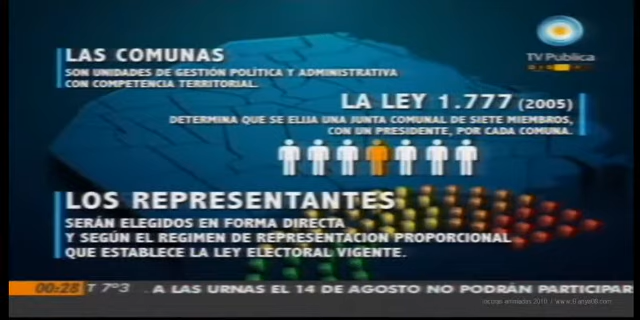 LAS COMUNAS
SON UNIDADES DE GESTIÓN POLÍTICA Y ADMINISTRATIVA
CON COMPETENCIA TERRITORIAL.
TV Pública
LA LEY 1.777 (2005)
DETERMINA QUE SE ELIJA UNA JUNTA COMUNAL DE SIETE MIEMBROS,
CON UN PRESIDENTE, POR CADA COMUNA.
LOS REPRESENTANTES
SERÁN ELEGIDOS EN FORMA DIRECTA
Y SEGÚN EL REGIMEN DE REPRESENTACION PROPORCIONAL
QUE ESTABLECE LA LEY ELECTORAL VIGENTE.
00:28 T 7º3 . A LAS URNAS EL 14 DE AGOSTO NO PODRÁN PARTICIPAR